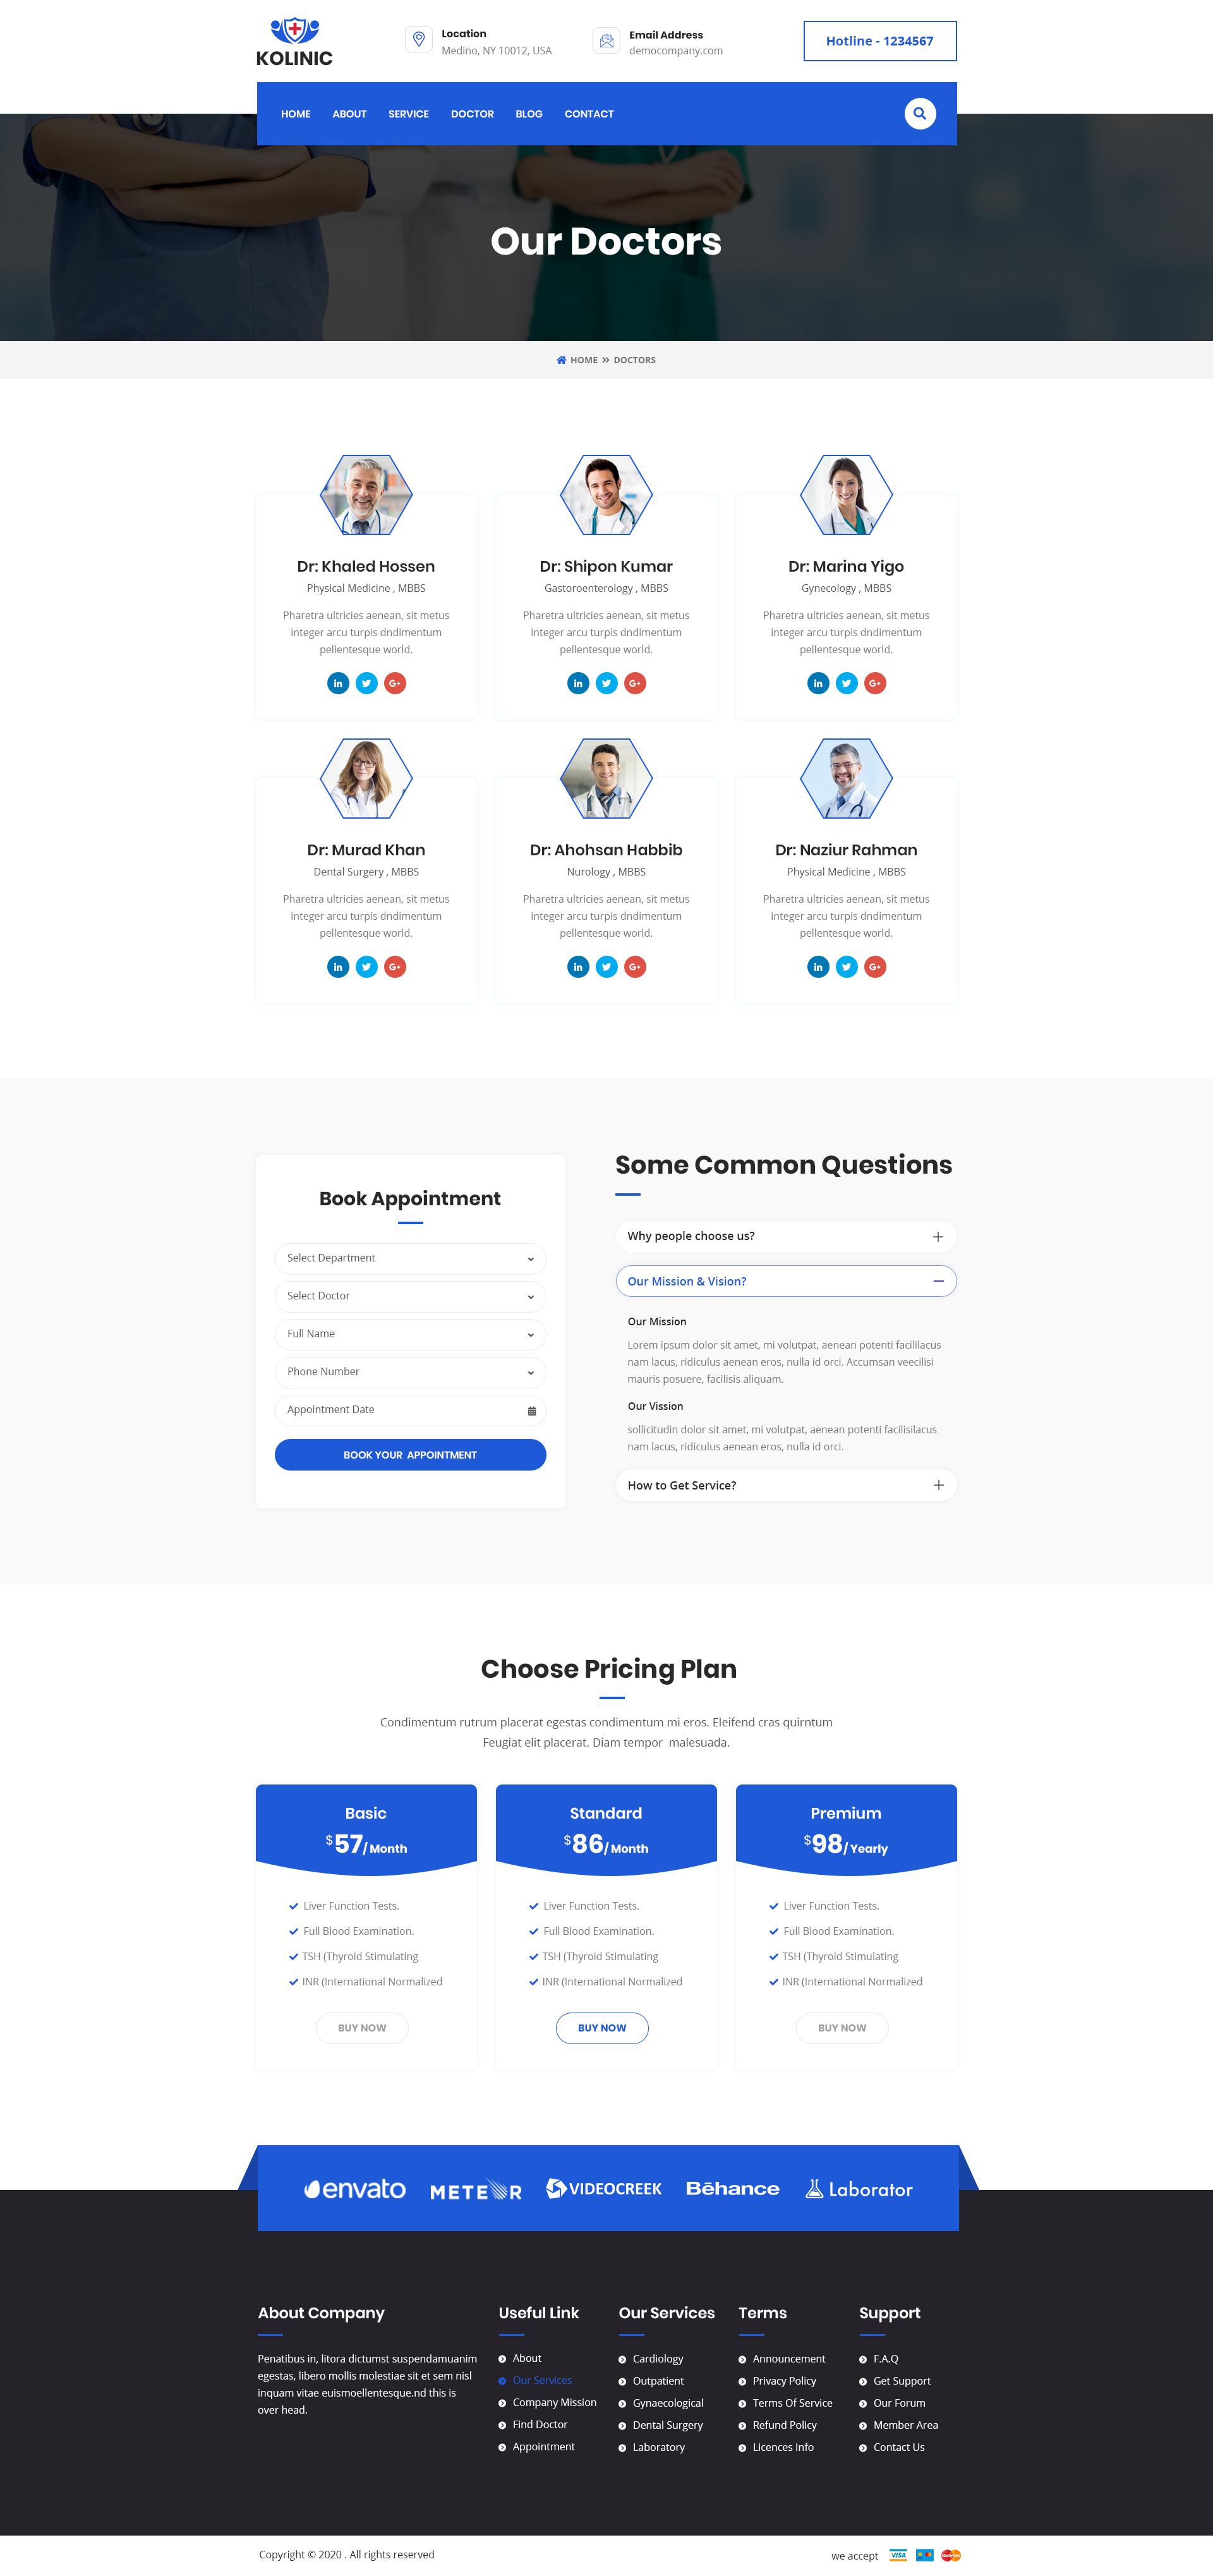 KOLINIC
Location
Medino, NY 10012, USA
Email Address
democompany.com
Hotline - 1234567
HOME ABOUT SERVICE DOCTOR BLOG CONTACT
Our Doctors
HOME DOCTORS
Dr: Khaled Hossen
Physical Medicine , MBBS
Pharetra ultricies aenean, sit metus
integer arcu turpis dndimentum
pellentesque world.
in G+
Dr: Shipon Kumar
Gastoroenterology , MBBS
Pharetra ultricies aenean, sit metus
integer arcu turpis dndimentum
pellentesque world.
in G+
Dr: Marina Yigo
Gynecology , MBBS
Pharetra ultricies aenean, sit metus
integer arcu turpis dndimentum
pellentesque world.
in G+
Dr: Murad Khan
Dental Surgery , MBBS
Pharetra ultricies aenean, sit metus
integer arcu turpis dndimentum
pellentesque world.
in G+
Dr: Ahohsan Habbib
Nurology , MBBS
Pharetra ultricies aenean, sit metus
integer arcu turpis dndimentum
pellentesque world.
in G+
Dr: Naziur Rahman
Physical Medicine , MBBS
Pharetra ultricies aenean, sit metus
integer arcu turpis dndimentum
pellentesque world.
in G+
Book Appointment
Select Department
Select Doctor
Full Name
Phone Number
Appointment Date
BOOK YOUR APPOINTMENT
Some Common Questions
Why people choose us?
Our Mission & Vision?
Our Mission
Lorem ipsum dolor sit amet, mi volutpat, aenean potenti facililacus
nam lacus, ridiculus aenean eros, nulla id orci. Accumsan veecilisi
mauris posuere, facilisis aliquam.
Our Vission
sollicitudin dolor sit amet, mi volutpat, aenean potenti facilisilacus
nam lacus, ridiculus aenean eros, nulla id orci.
How to Get Service?
Choose Pricing Plan
Condimentum rutrum placerat egestas condimentum mi eros. Eleifend cras quirntum
Feugiat elit placerat. Diam tempor malesuada.
Basic
$57/ Month
Liver Function Tests.
Full Blood Examination.
TSH (Thyroid Stimulating
INR (International Normalized
BUY NOW
Standard
$86/ Month
Liver Function Tests.
Full Blood Examination.
TSH (Thyroid Stimulating
INR (International Normalized
BUY NOW
Premium
$98/ Yearly
Liver Function Tests.
Full Blood Examination.
TSH (Thyroid Stimulating
INR (International Normalized
BUY NOW
envato METEOR VIDEOCREEK Bēhance Laborator
About Company
Penatibus in, litora dictumst suspendamuanim
egestas, libero mollis molestiae sit et sem nisl
inquam vitae euismoellentesque.nd this is
over head.
Useful Link
About
Our Services
Company Mission
Find Doctor
Appointment
Our Services
Cardiology
Outpatient
Gynaecological
Dental Surgery
Laboratory
Terms
Announcement
Privacy Policy
Terms Of Service
Refund Policy
Licences Info
Support
F.A.Q
Get Support
Our Forum
Member Area
Contact Us
Copyright © 2020 . All rights reserved
we accept VISA MasterCard